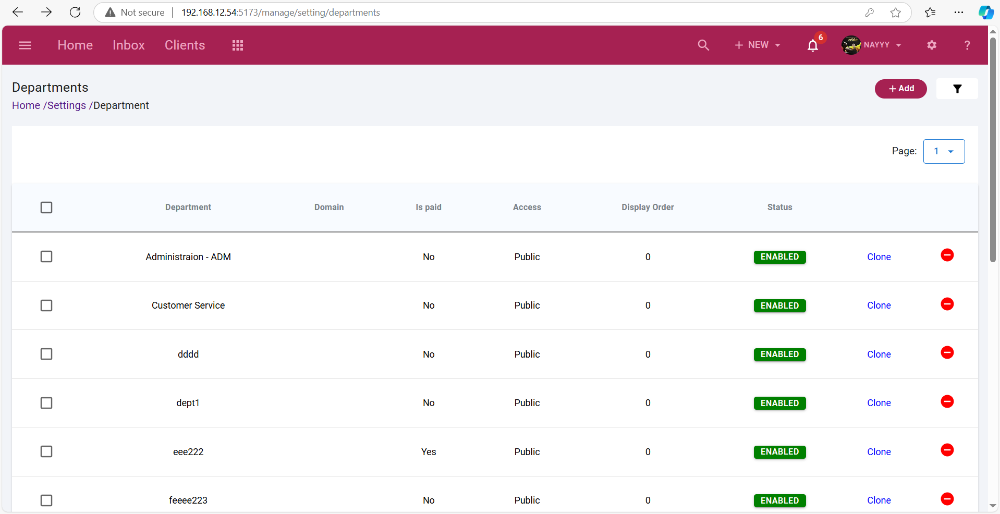 Not secure 192.168.12.54:5173/manage/setting/departments
Home Inbox Clients + NEW 6 NAYYY ?
Departments
+ Add
Home /Settings /Department
Page: 1
Department Domain Is paid Access Display Order Status
Administraion - ADM No Public 0 ENABLED Clone
Customer Service No Public 0 ENABLED Clone
dddd No Public 0 ENABLED Clone
dept1 No Public 0 ENABLED Clone
eee222 Yes Public 0 ENABLED Clone
feeee223 No Public 0 ENABLED Clone